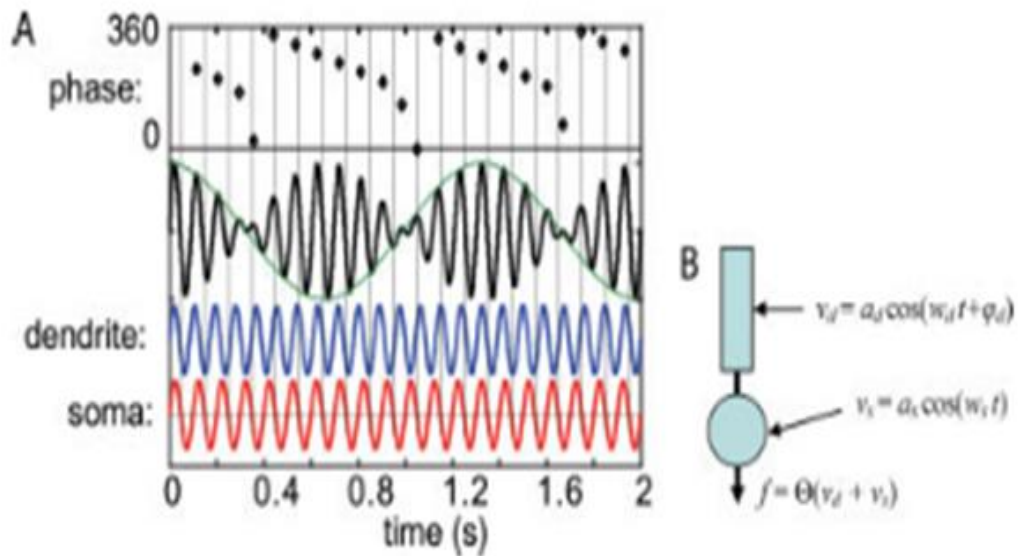 A
360
phase:
0
dendrite:
soma:
0 0.4 0.8 1.2 1.6 2
time (s)
B
v_d = a_d cos(w_d t+φ_d)
v_s = a_s cos(w_s t)
f = Θ(v_d + v_s)